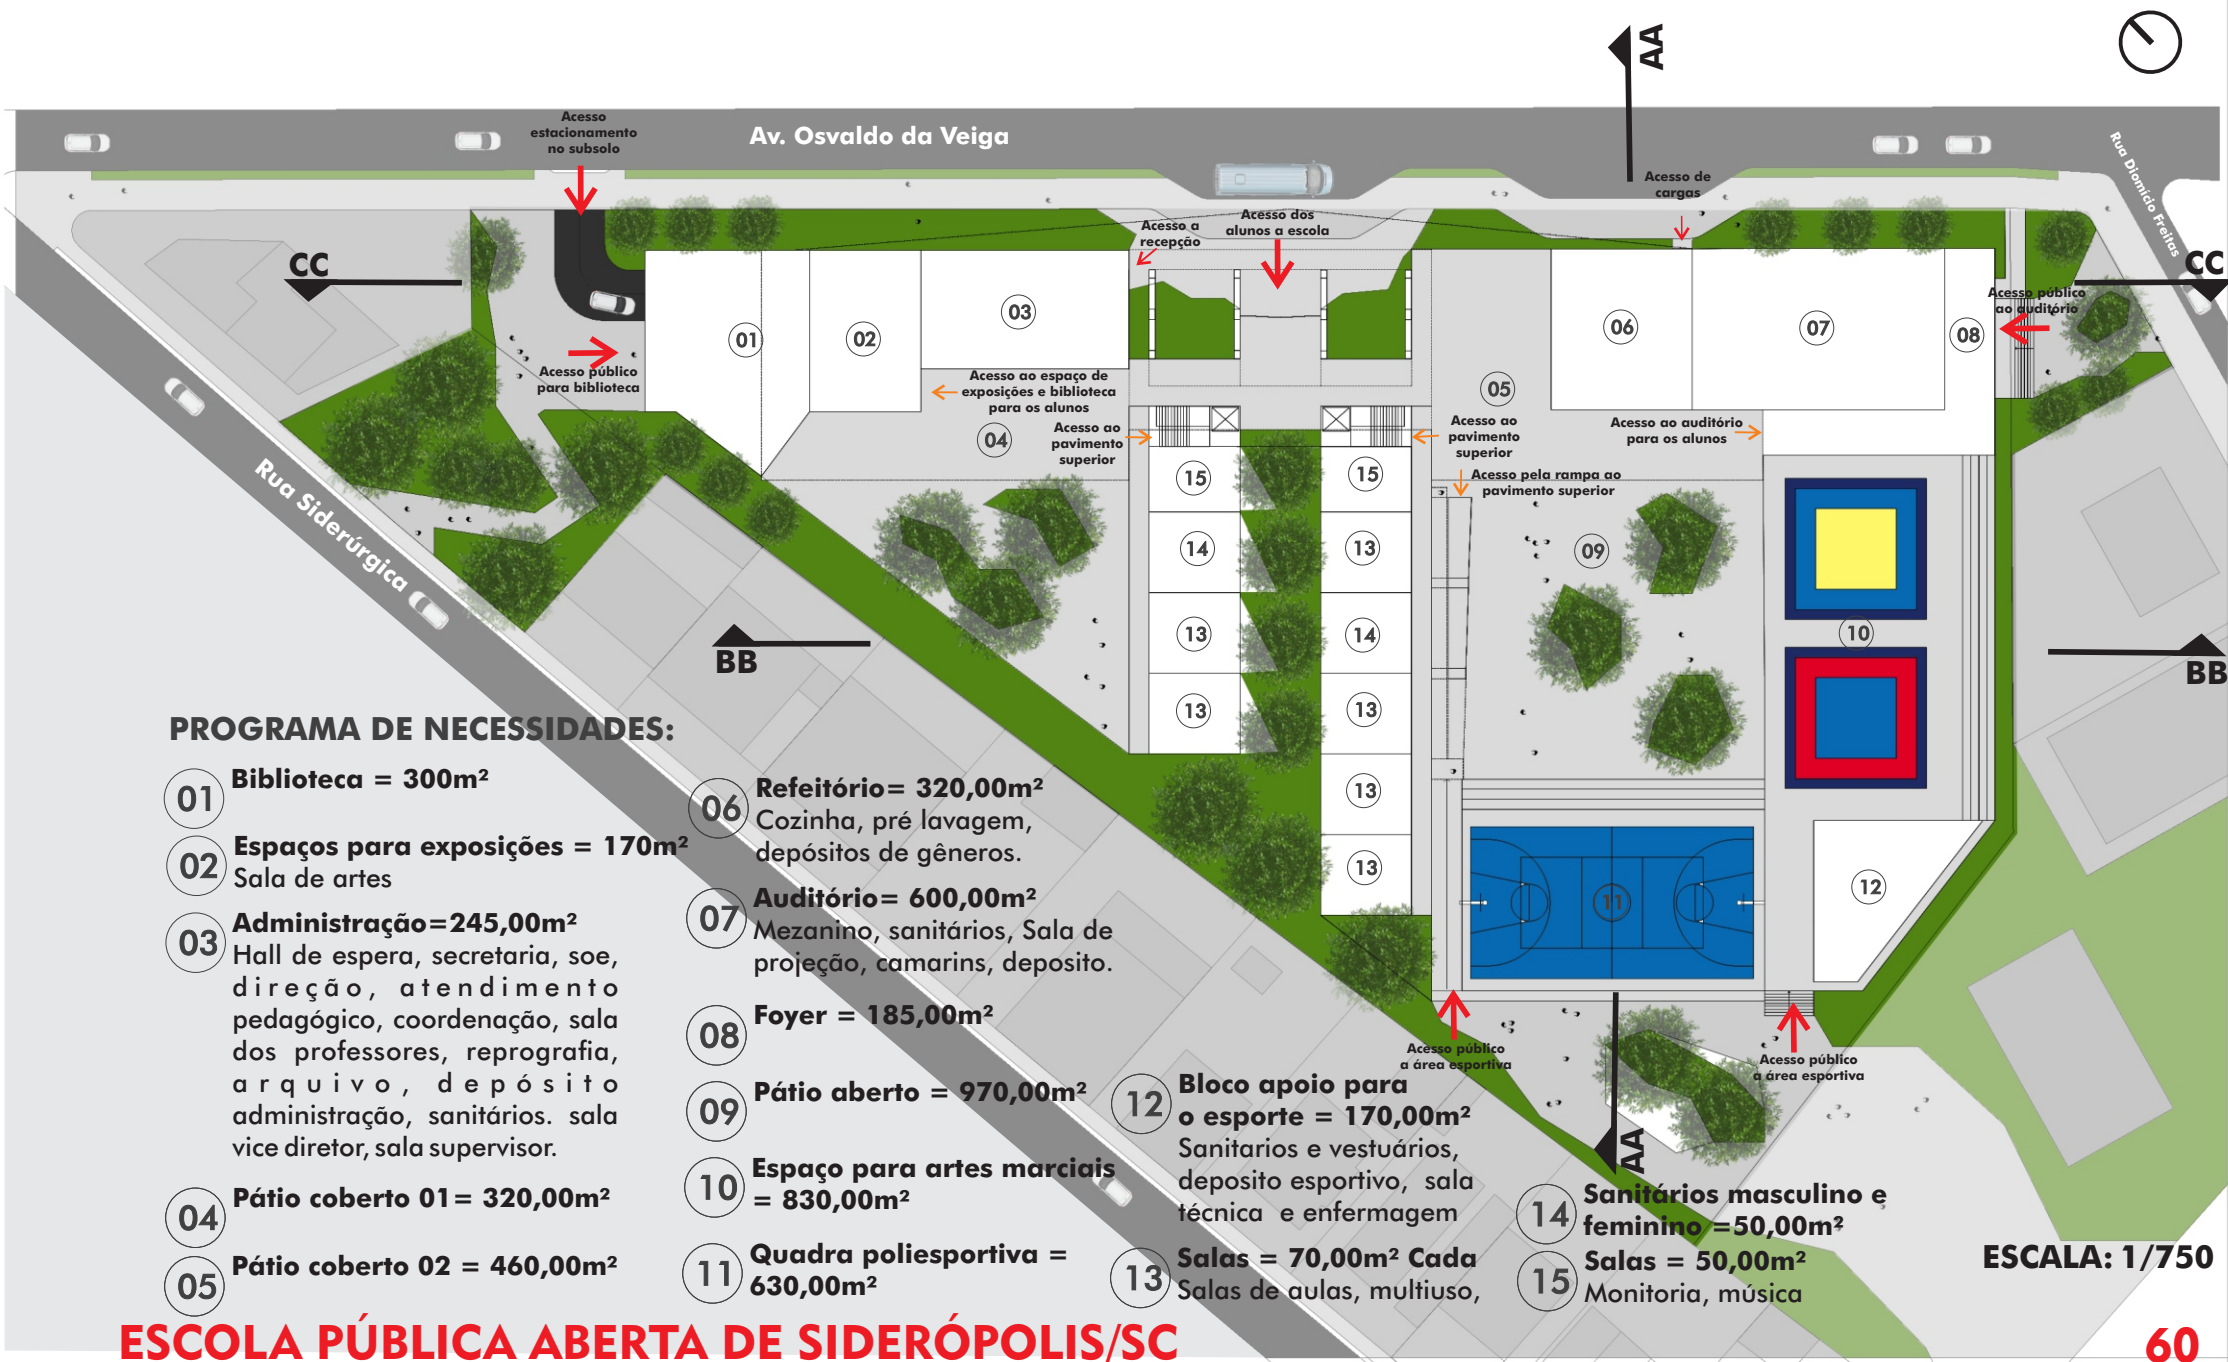 AA
Acesso
estacionamento
no subsolo
Av. Osvaldo da Veiga
Rua Diomício Freitas
Acesso de
cargas
Acesso a
recepção
Acesso dos
alunos a escola
CC
CC
Acesso público
ao auditório
01
02
03
06
07
08
Acesso público
para biblioteca
Acesso ao espaço de
exposições e biblioteca
para os alunos
05
04
Acesso ao
pavimento
superior
Acesso ao
pavimento
superior
Acesso ao auditório
para os alunos
Acesso pela rampa ao
pavimento superior
15
15
Rua Siderúrgica
14
13
09
13
14
10
BB
BB
13
13
13
13
12
11
Acesso público
a área esportiva
Acesso público
a área esportiva
AA
PROGRAMA DE NECESSIDADES:
01 Biblioteca = 300m²
02 Espaços para exposições = 170m²
Sala de artes
03 Administração=245,00m²
Hall de espera, secretaria, soe,
direção, atendimento
pedagógico, coordenação, sala
dos professores, reprografia,
arquivo, depósito
administração, sanitários. sala
vice diretor, sala supervisor.
04 Pátio coberto 01= 320,00m²
05 Pátio coberto 02 = 460,00m²
06 Refeitório= 320,00m²
Cozinha, pré lavagem,
depósitos de gêneros.
07 Auditório= 600,00m²
Mezanino, sanitários, Sala de
projeção, camarins, deposito.
08 Foyer = 185,00m²
09 Pátio aberto = 970,00m²
10 Espaço para artes marciais
= 830,00m²
11 Quadra poliesportiva =
630,00m²
12 Bloco apoio para
o esporte = 170,00m²
Sanitarios e vestuários,
deposito esportivo, sala
técnica e enfermagem
13 Salas = 70,00m² Cada
Salas de aulas, multiuso,
14 Sanitários masculino e
feminino =50,00m²
15 Salas = 50,00m²
Monitoria, música
ESCALA: 1/750
ESCOLA PÚBLICA ABERTA DE SIDERÓPOLIS/SC
60